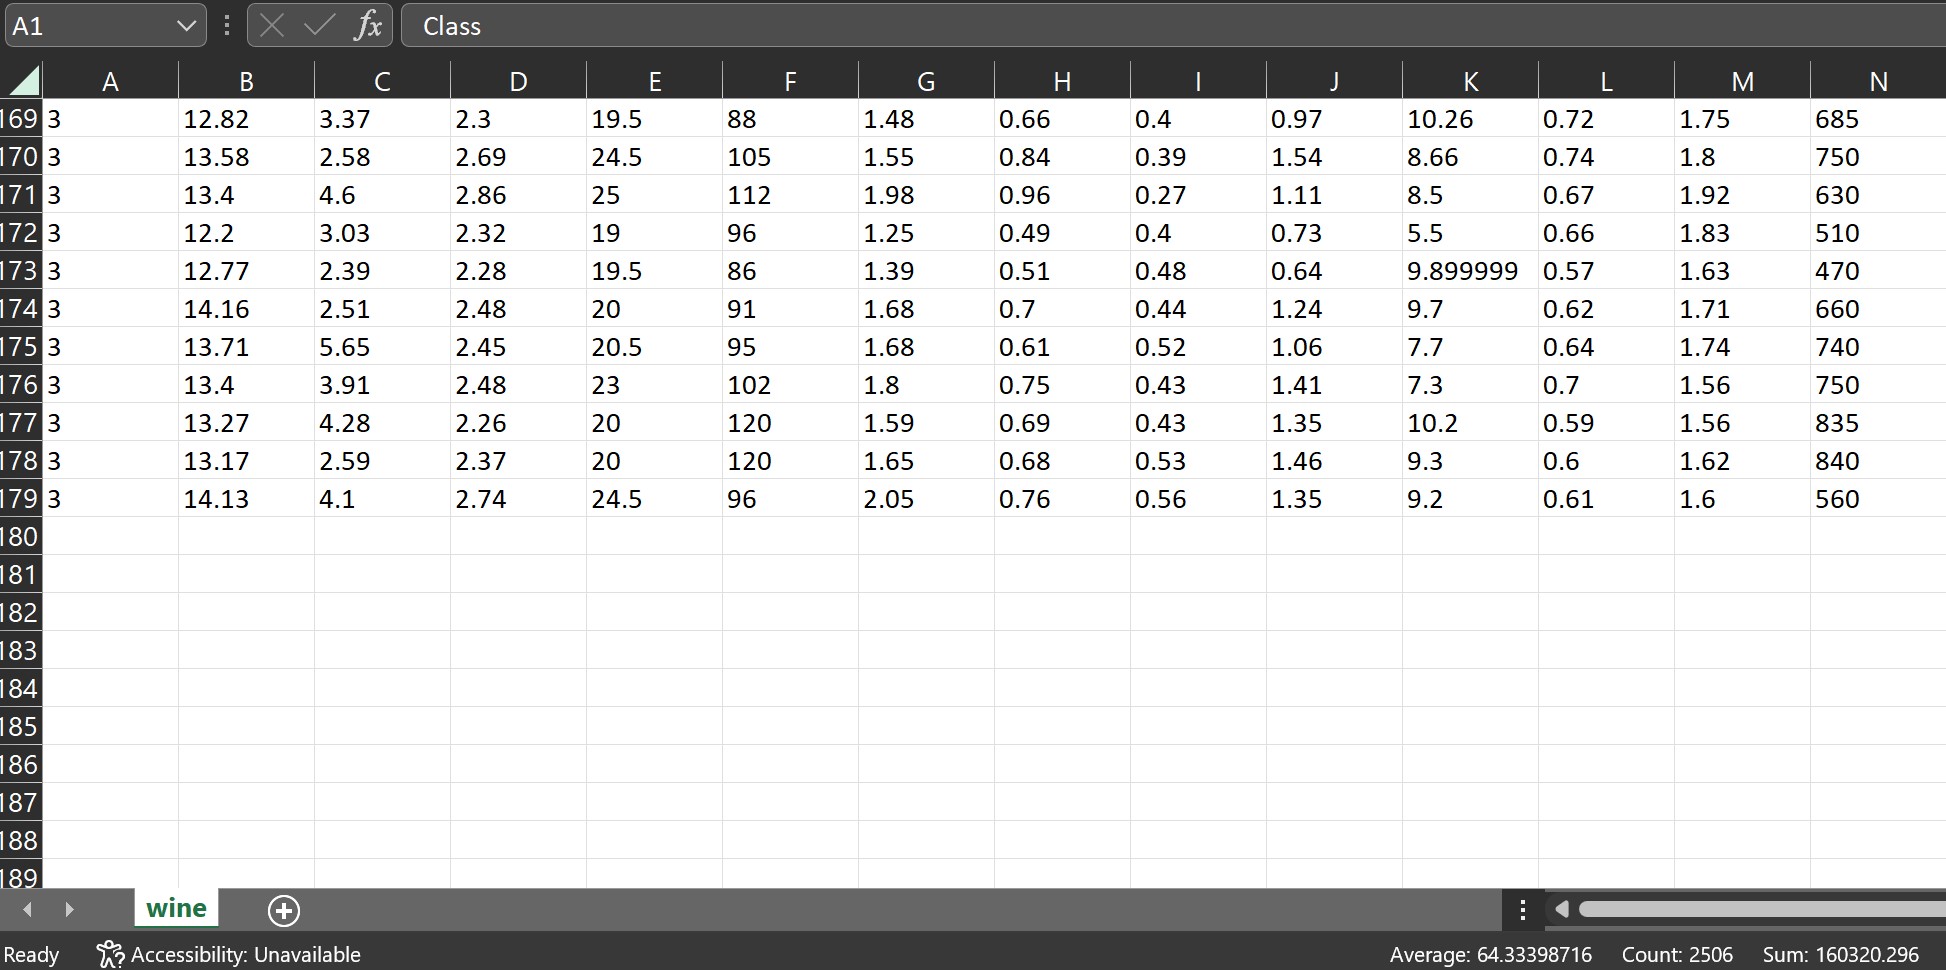 A1 fx Class
A B C D E F G H I J K L M N
169 3 12.82 3.37 2.3 19.5 88 1.48 0.66 0.4 0.97 10.26 0.72 1.75 685
170 3 13.58 2.58 2.69 24.5 105 1.55 0.84 0.39 1.54 8.66 0.74 1.8 750
171 3 13.4 4.6 2.86 25 112 1.98 0.96 0.27 1.11 8.5 0.67 1.92 630
172 3 12.2 3.03 2.32 19 96 1.25 0.49 0.4 0.73 5.5 0.66 1.83 510
173 3 12.77 2.39 2.28 19.5 86 1.39 0.51 0.48 0.64 9.899999 0.57 1.63 470
174 3 14.16 2.51 2.48 20 91 1.68 0.7 0.44 1.24 9.7 0.62 1.71 660
175 3 13.71 5.65 2.45 20.5 95 1.68 0.61 0.52 1.06 7.7 0.64 1.74 740
176 3 13.4 3.91 2.48 23 102 1.8 0.75 0.43 1.41 7.3 0.7 1.56 750
177 3 13.27 4.28 2.26 20 120 1.59 0.69 0.43 1.35 10.2 0.59 1.56 835
178 3 13.17 2.59 2.37 20 120 1.65 0.68 0.53 1.46 9.3 0.6 1.62 840
179 3 14.13 4.1 2.74 24.5 96 2.05 0.76 0.56 1.35 9.2 0.61 1.6 560
180
181
182
183
184
185
186
187
188
189
wine
Ready Accessibility: Unavailable Average: 64.33398716 Count: 2506 Sum: 160320.296